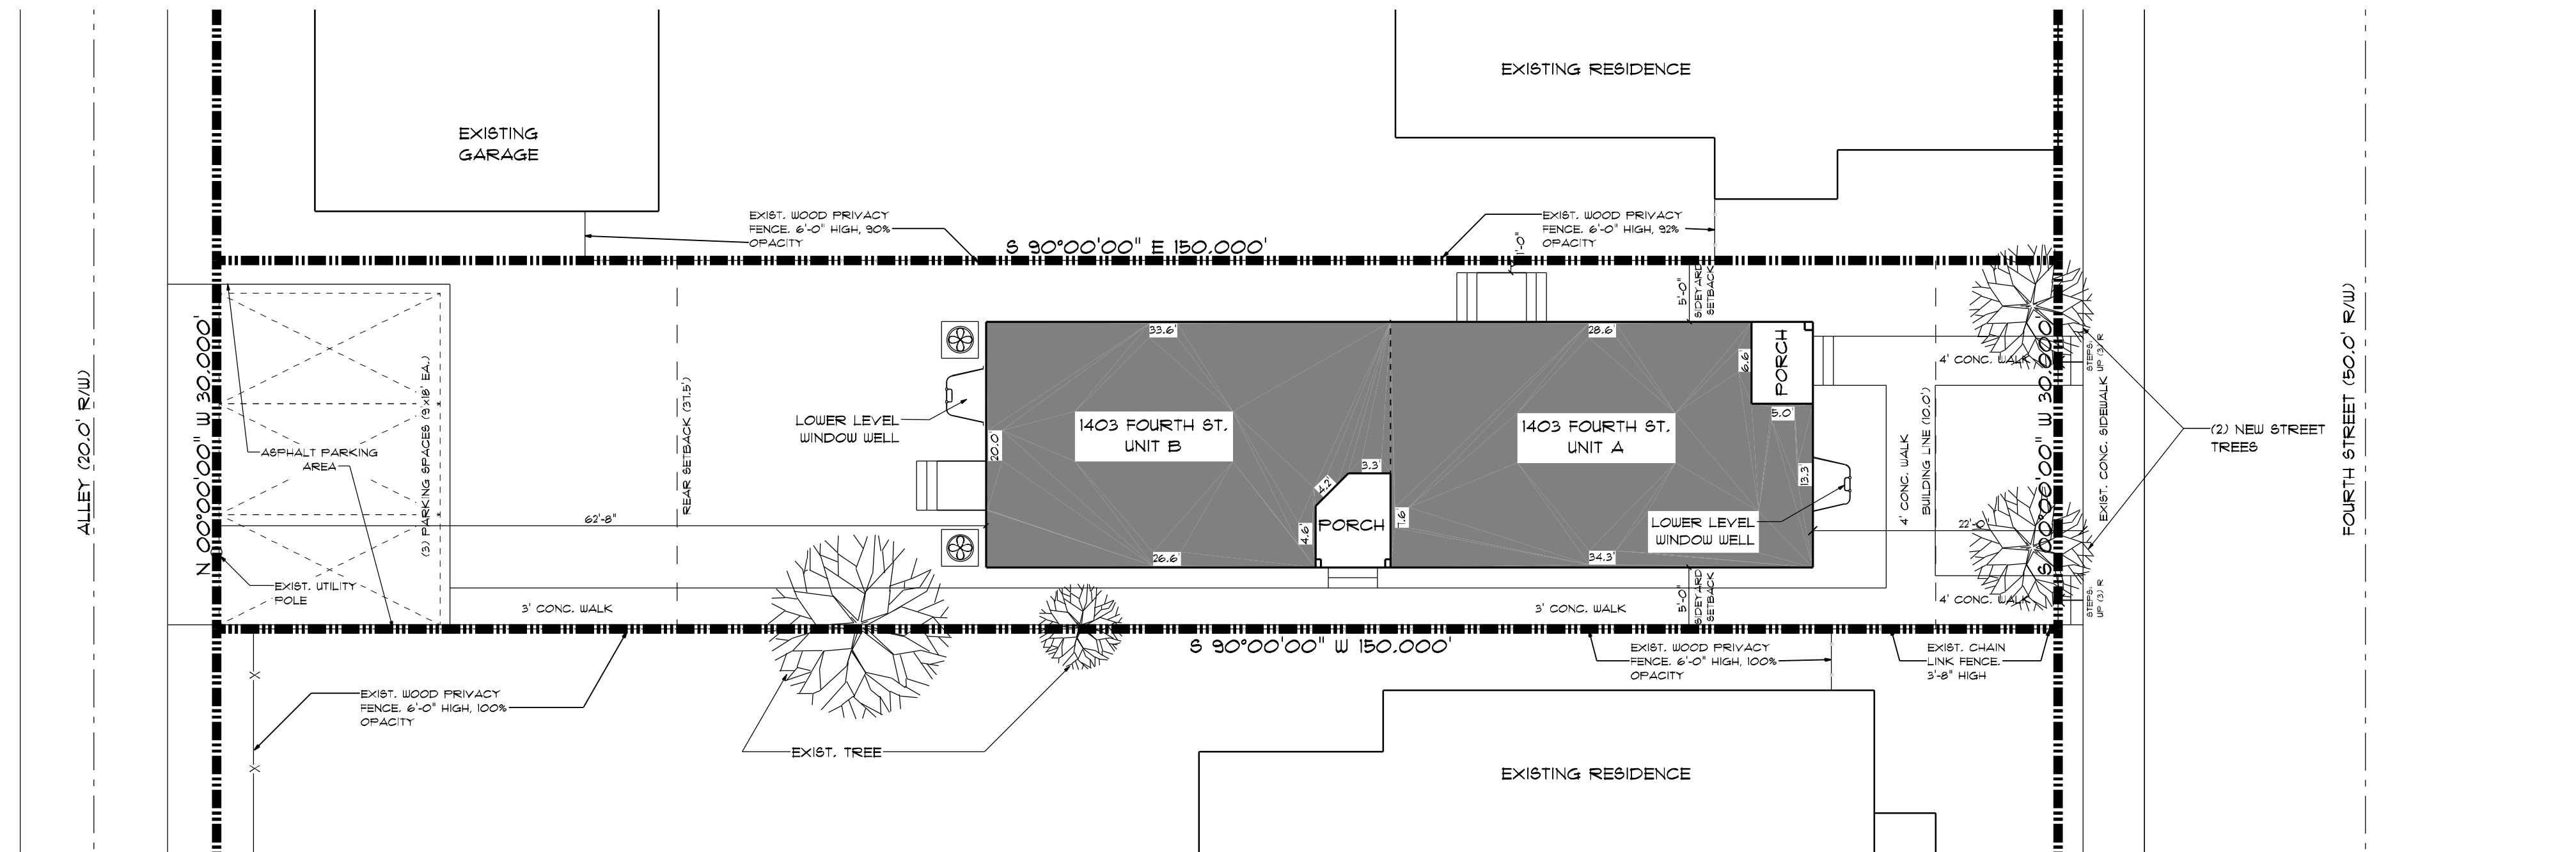 EXISTING RESIDENCE
EXISTING
GARAGE
EXIST. WOOD PRIVACY
FENCE. 6'-0" HIGH, 90%
OPACITY
S 90°00'00" E 150.000'
EXIST. WOOD PRIVACY
FENCE. 6'-0" HIGH, 92%
OPACITY
1'-0"
5'-0"
SIDEYARD
SETBACK
ALLEY (20.0' R/W)
N 00°00'00" W 30.000'
ASPHALT PARKING
AREA
(3) PARKING SPACES (9'x18' EA.)
EXIST. UTILITY
POLE
REAR SETBACK (37.5')
62'-8"
LOWER LEVEL
WINDOW WELL
33.6'
20.0'
1403 FOURTH ST.
UNIT B
26.6'
4.2'
3.3'
4.6'
PORCH
7.6'
28.6'
1403 FOURTH ST.
UNIT A
34.3'
6.6'
PORCH
5.0'
13.3'
LOWER LEVEL
WINDOW WELL
4' CONC. WALK
BUILDING LINE (10.0')
22'-0"
4' CONC. WALK
4' CONC. WALK
STEPS.
UP (3) R
STEPS.
UP (3) R
S 00°00'00" W 30.000'
EXIST. CONC. SIDEWALK
(2) NEW STREET
TREES
FOURTH STREET (50.0' R/W)
3' CONC. WALK
3' CONC. WALK
5'-0"
SIDEYARD
SETBACK
S 90°00'00" W 150.000'
EXIST. WOOD PRIVACY
FENCE. 6'-0" HIGH, 100%
OPACITY
EXIST. CHAIN
LINK FENCE.
3'-8" HIGH
EXIST. WOOD PRIVACY
FENCE. 6'-0" HIGH, 100%
OPACITY
X
X
EXIST. TREE
EXISTING RESIDENCE